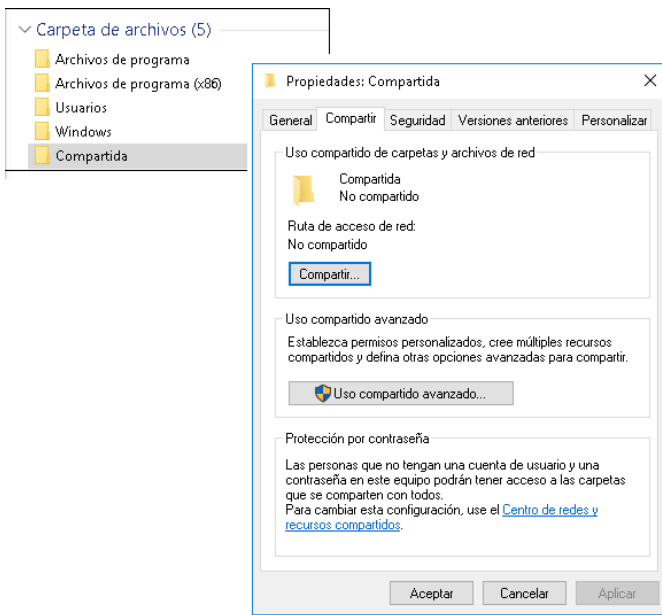 Carpeta de archivos (5)
Archivos de programa
Archivos de programa (x86)
Usuarios
Windows
Compartida
Propiedades: Compartida
General Compartir Seguridad Versiones anteriores Personalizar
Uso compartido de carpetas y archivos de red
Compartida
No compartido
Ruta de acceso de red:
No compartido
Compartir...
Uso compartido avanzado
Establezca permisos personalizados, cree múltiples recursos
compartidos y defina otras opciones avanzadas para compartir.
Uso compartido avanzado...
Protección por contraseña
Las personas que no tengan una cuenta de usuario y una
contraseña en este equipo podrán tener acceso a las carpetas
que se comparten con todos.
Para cambiar esta configuración, use el Centro de redes y
recursos compartidos.
Aceptar Cancelar Aplicar